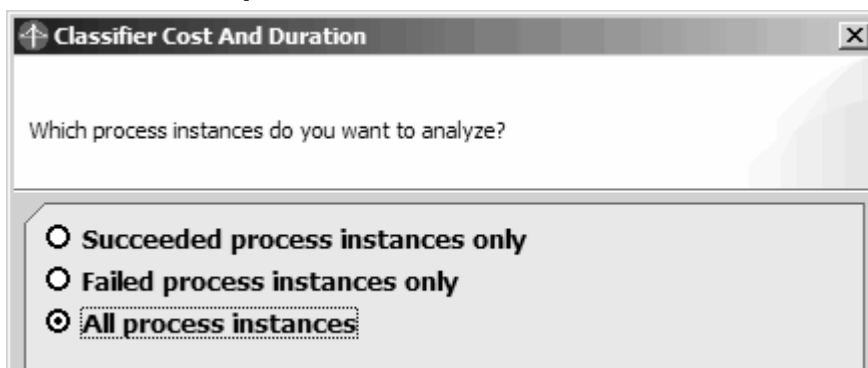 Classifier Cost And Duration
Which process instances do you want to analyze?
Succeeded process instances only
Failed process instances only
All process instances